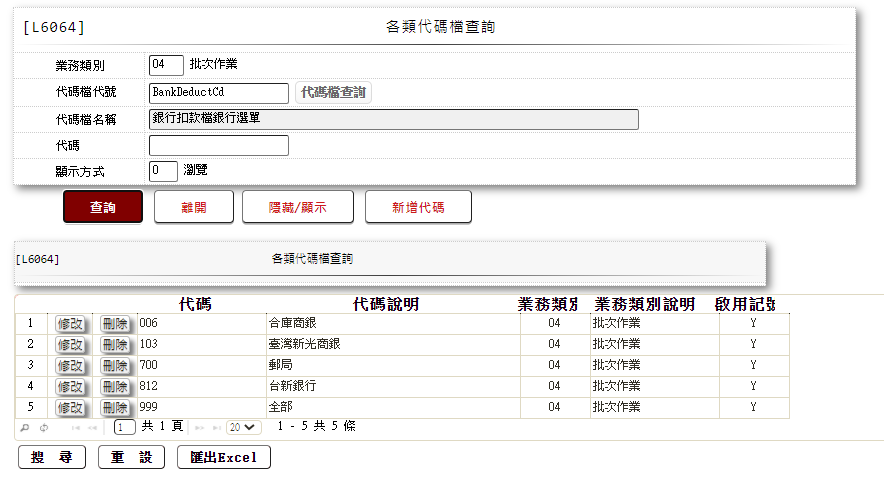 [L6064] 各類代碼檔查詢
業務類別 04 批次作業
代碼檔代號 BankDeductCd 代碼檔查詢
代碼檔名稱 銀行扣款檔銀行選單
代碼
顯示方式 0 瀏覽
查詢 離開 隱藏/顯示 新增代碼
[L6064] 各類代碼檔查詢
代碼 代碼說明 業務類別 業務類別說明 啟用記號
1 修改 刪除 006 合庫商銀 04 批次作業 Y
2 修改 刪除 103 臺灣新光商銀 04 批次作業 Y
3 修改 刪除 700 郵局 04 批次作業 Y
4 修改 刪除 812 台新銀行 04 批次作業 Y
5 修改 刪除 999 全部 04 批次作業 Y
1 共 1 頁 20 1 - 5 共 5 條
搜 尋 重 設 匯出Excel